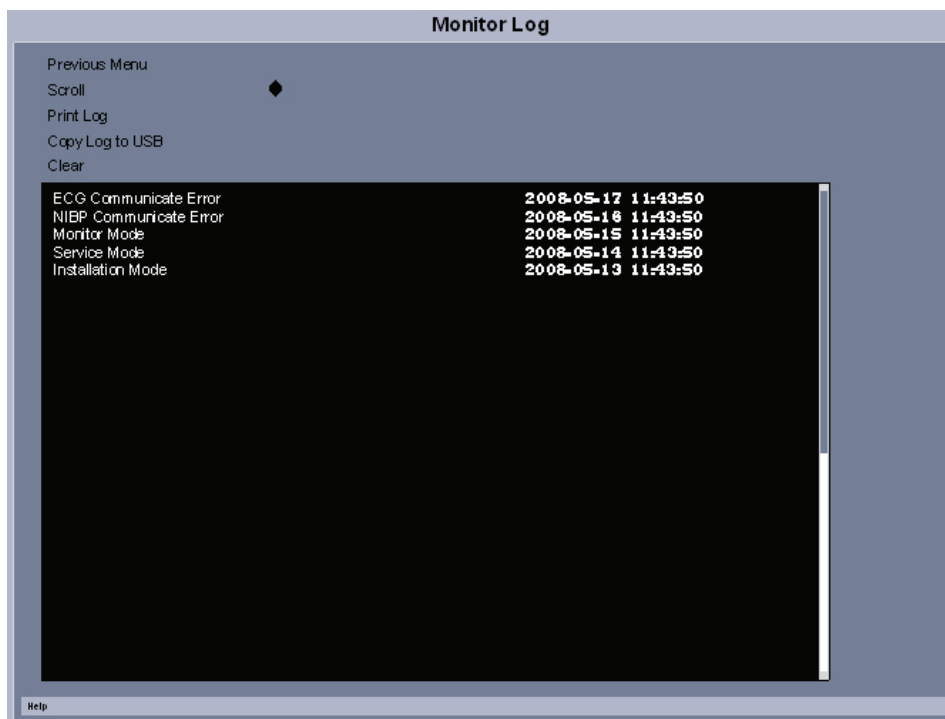 Monitor Log
Previous Menu
Scroll
Print Log
Copy Log to USB
Clear
ECG Communicate Error 2008-05-17 11:43:50
NIBP Communicate Error 2008-05-16 11:43:50
Monitor Mode 2008-05-15 11:43:50
Service Mode 2008-05-14 11:43:50
Installation Mode 2008-05-13 11:43:50
Help